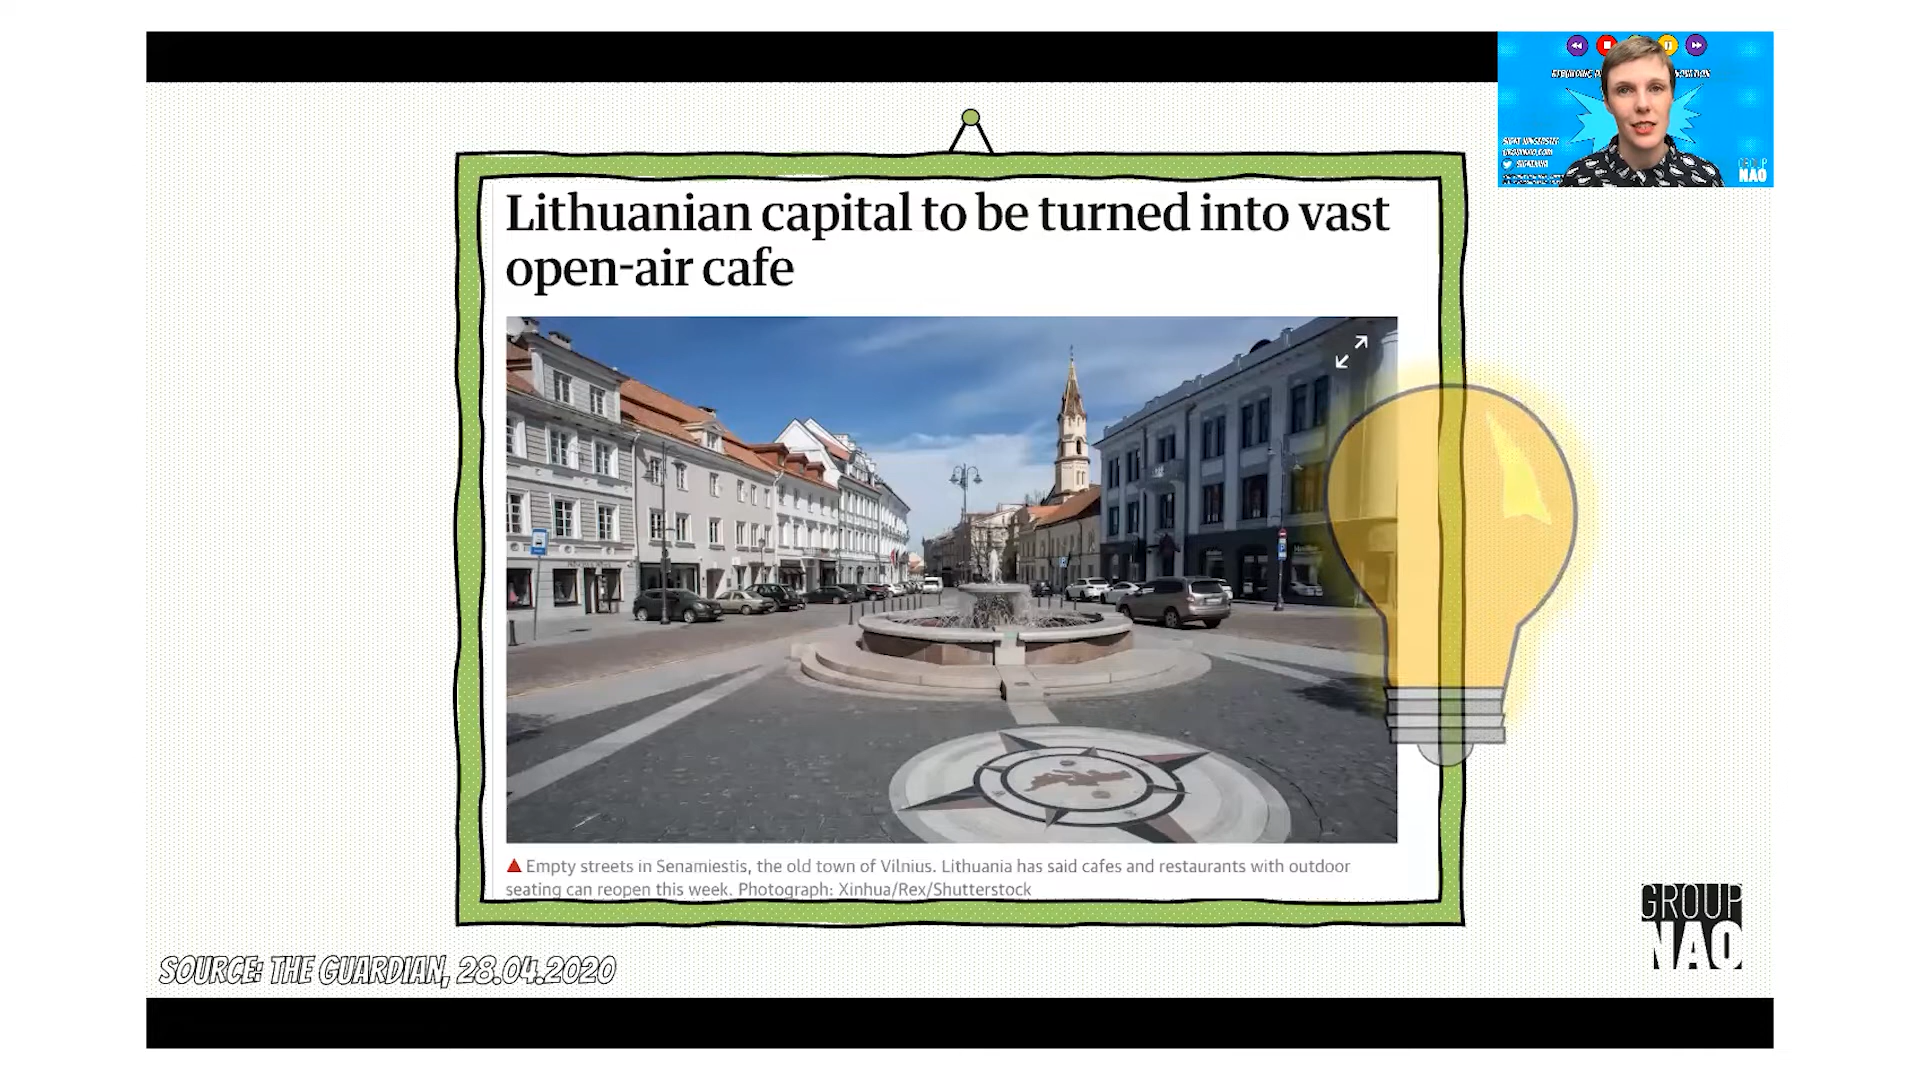 Lithuanian capital to be turned into vast
open-air cafe
▲ Empty streets in Senamiestis, the old town of Vilnius. Lithuania has said cafes and restaurants with outdoor
seating can reopen this week. Photograph: Xinhua/Rex/Shutterstock
SOURCE: THE GUARDIAN, 28.04.2020
GROUP
NAO
GROUP
NAO